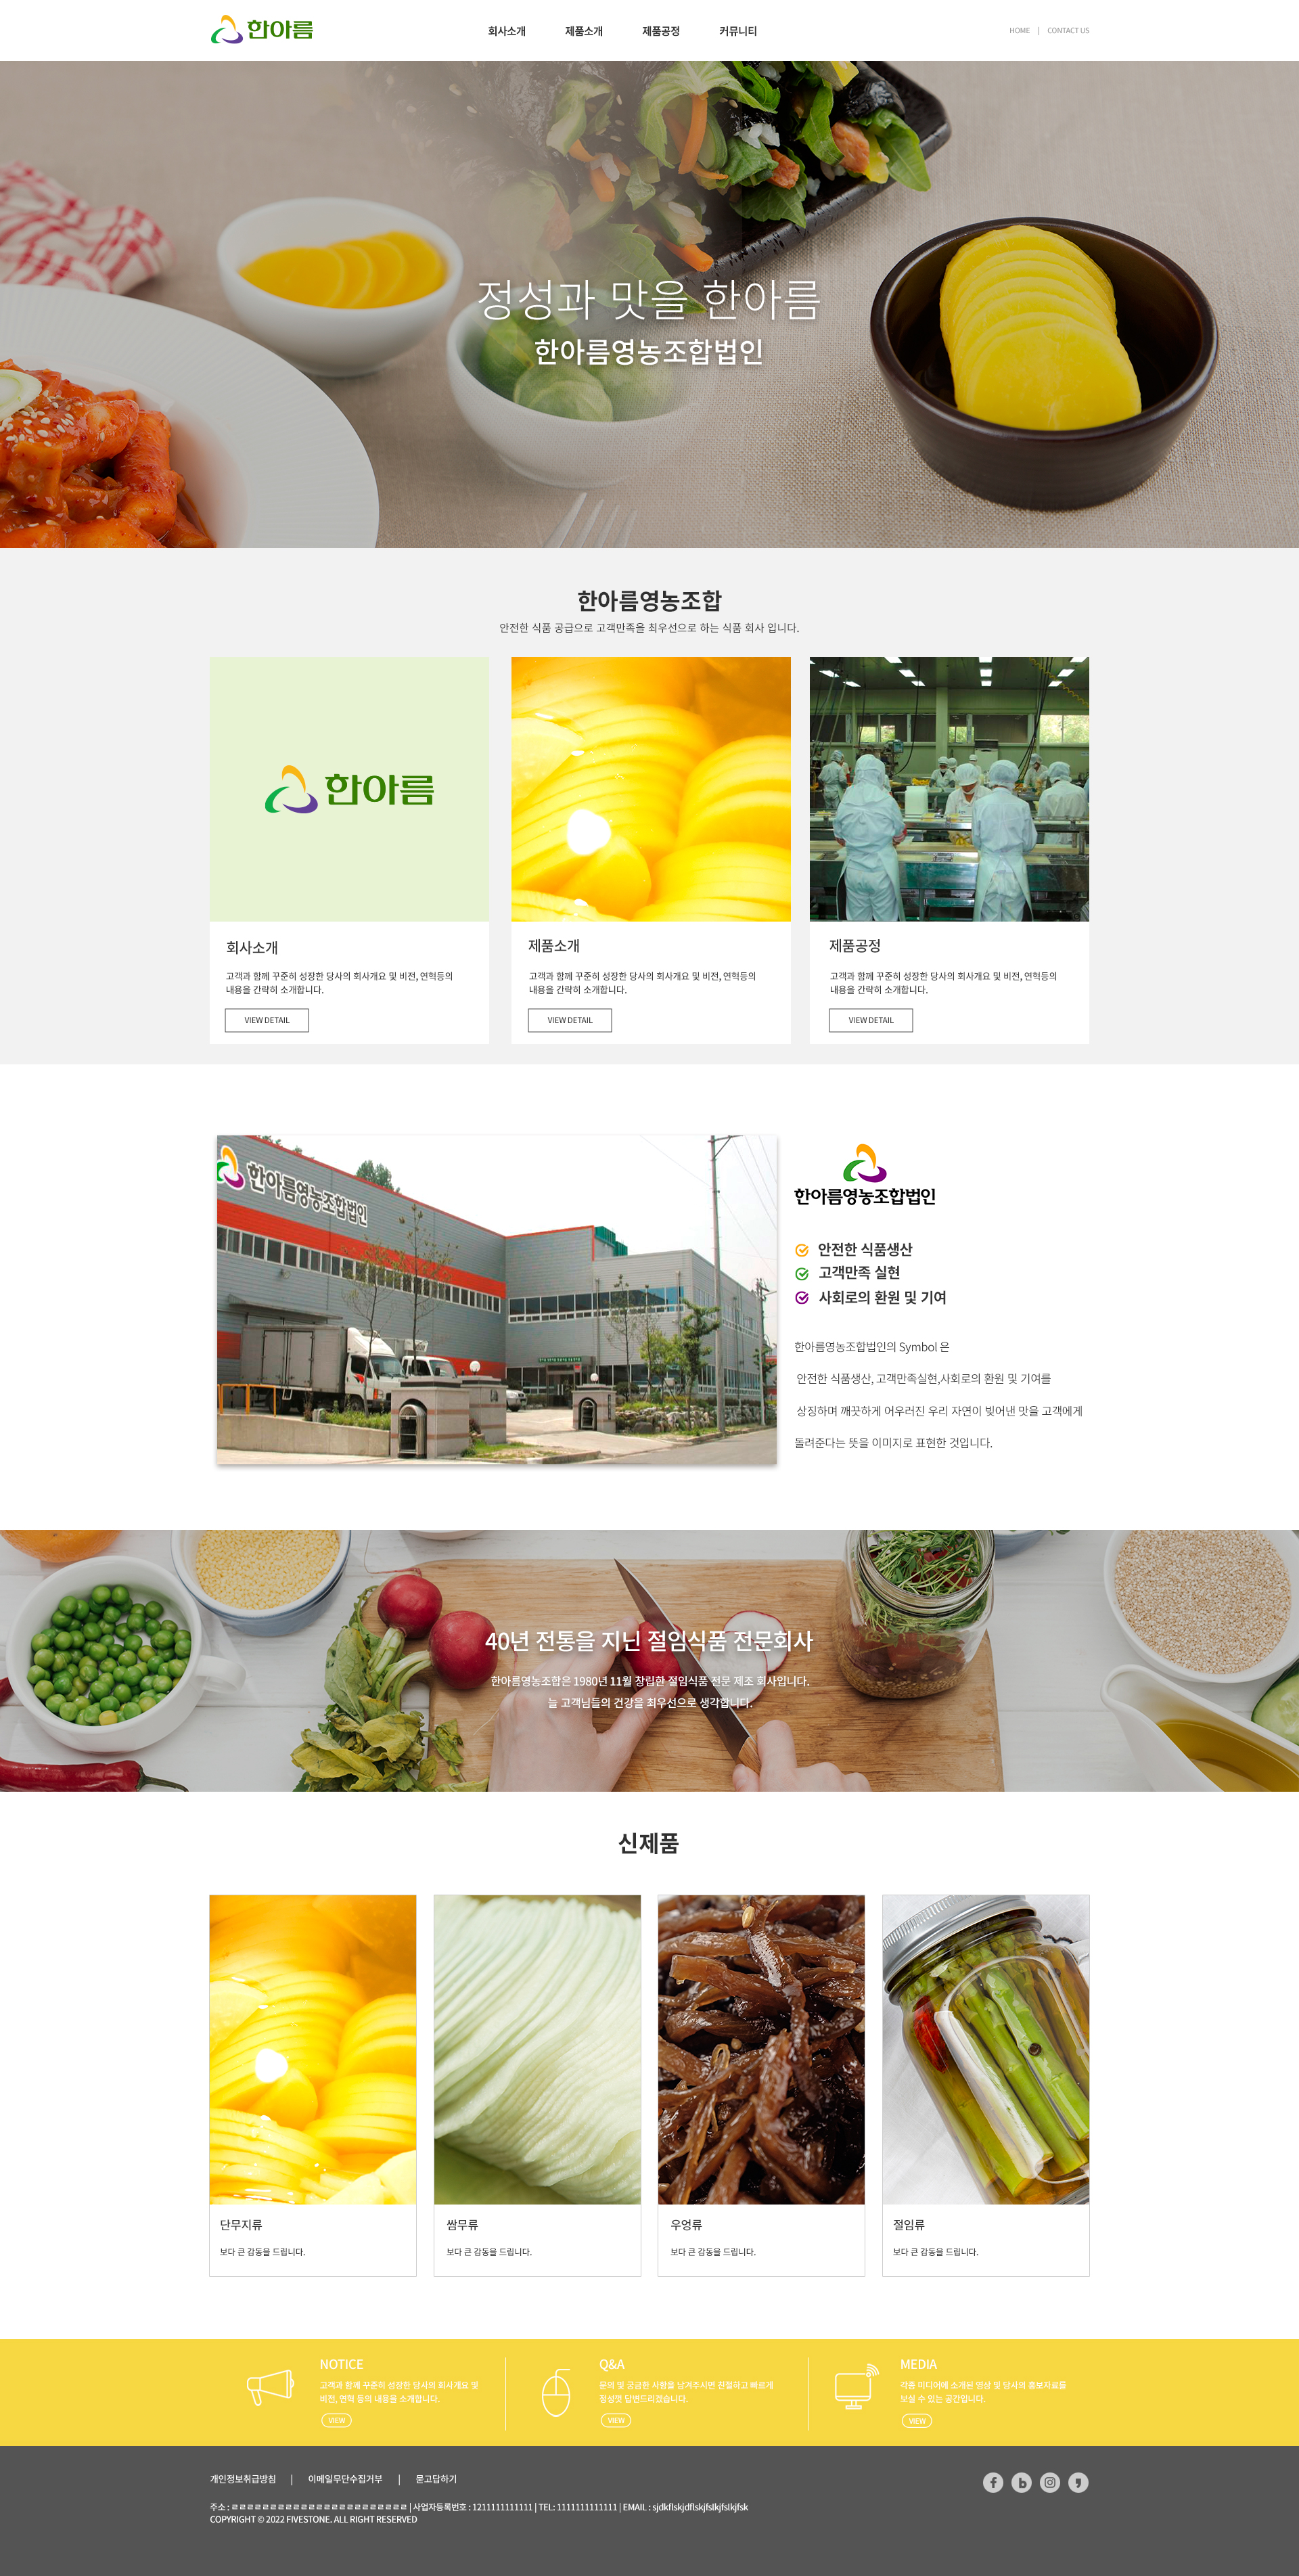 한아름
회사소개 제품소개 제품공정 커뮤니티
HOME | CONTACT US
정성과 맛을 한아름
한아름영농조합법인
한아름영농조합
안전한 식품 공급으로 고객만족을 최우선으로 하는 식품 회사 입니다.
한아름
회사소개
고객과 함께 꾸준히 성장한 당사의 회사개요 및 비전, 연혁등의
내용을 간략히 소개합니다.
VIEW DETAIL
제품소개
고객과 함께 꾸준히 성장한 당사의 회사개요 및 비전, 연혁등의
내용을 간략히 소개합니다.
VIEW DETAIL
제품공정
고객과 함께 꾸준히 성장한 당사의 회사개요 및 비전, 연혁등의
내용을 간략히 소개합니다.
VIEW DETAIL
한아름영농조합법인
한아름영농조합법인
안전한 식품생산
고객만족 실현
사회로의 환원 및 기여
한아름영농조합법인의 Symbol 은
안전한 식품생산, 고객만족실현,사회로의 환원 및 기여를
상징하며 깨끗하게 어우러진 우리 자연이 빚어낸 맛을 고객에게
돌려준다는 뜻을 이미지로 표현한 것입니다.
40년 전통을 지닌 절임식품 전문회사
한아름영농조합은 1980년 11월 창립한 절임식품 전문 제조 회사입니다.
늘 고객님들의 건강을 최우선으로 생각합니다.
신제품
단무지류
보다 큰 감동을 드립니다.
쌈무류
보다 큰 감동을 드립니다.
우엉류
보다 큰 감동을 드립니다.
절임류
보다 큰 감동을 드립니다.
NOTICE
고객과 함께 꾸준히 성장한 당사의 회사개요 및
비전, 연혁 등의 내용을 소개합니다.
VIEW
Q&A
문의 및 궁금한 사항을 남겨주시면 친절하고 빠르게
정성껏 답변드리겠습니다.
VIEW
MEDIA
각종 미디어에 소개된 영상 및 당사의 홍보자료를
보실 수 있는 공간입니다.
VIEW
개인정보취급방침 | 이메일무단수집거부 | 묻고답하기
주소 : ㄹㄹㄹㄹㄹㄹㄹㄹㄹㄹㄹㄹㄹㄹㄹㄹㄹㄹㄹㄹㄹㄹㄹ | 사업자등록번호 : 1211111111111 | TEL: 1111111111111 | EMAIL : sjdkflskjdflskjfslkjfslkjfsk
COPYRIGHT © 2022 FIVESTONE. ALL RIGHT RESERVED